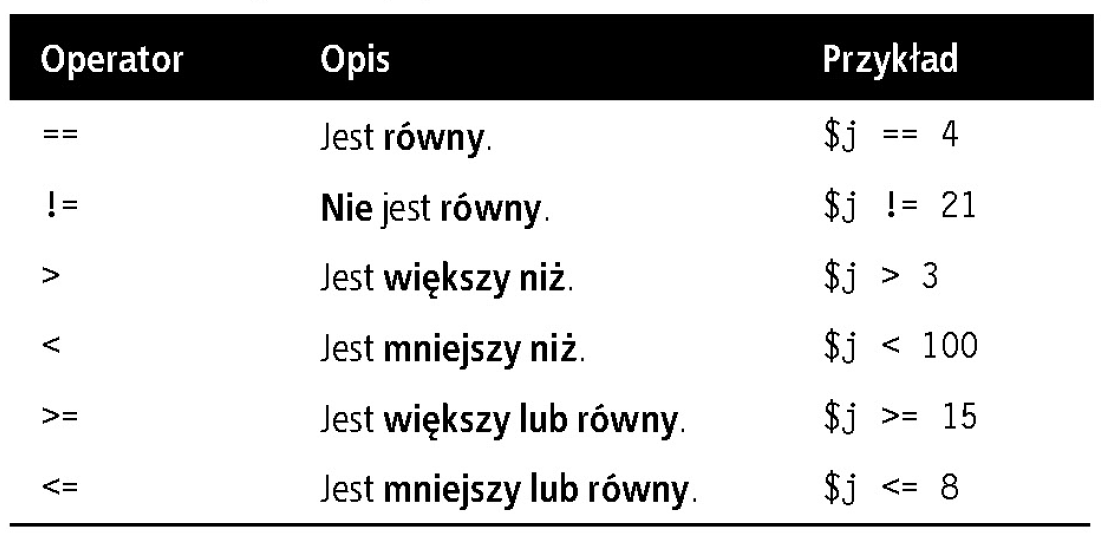 Operator Opis Przykład
== Jest równy. $j == 4
!= Nie jest równy. $j != 21
> Jest większy niż. $j > 3
< Jest mniejszy niż. $j < 100
>= Jest większy lub równy. $j >= 15
<= Jest mniejszy lub równy. $j <= 8